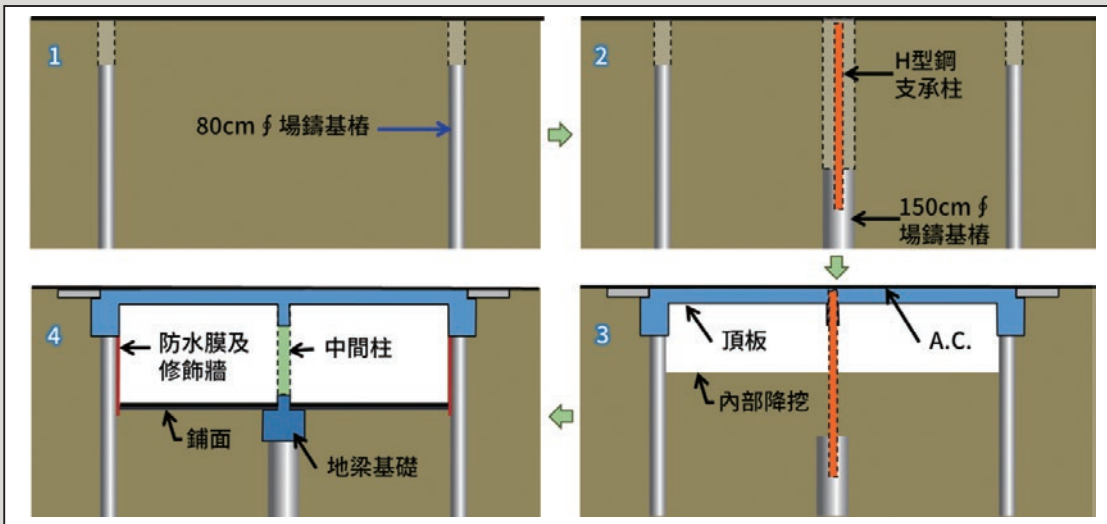 1
80cm ∮ 場鑄基樁
2
H型鋼
支承柱
150cm ∮
場鑄基樁
4
防水膜及
修飾牆
中間柱
鋪面
地梁基礎
3
頂板
A.C.
內部降挖